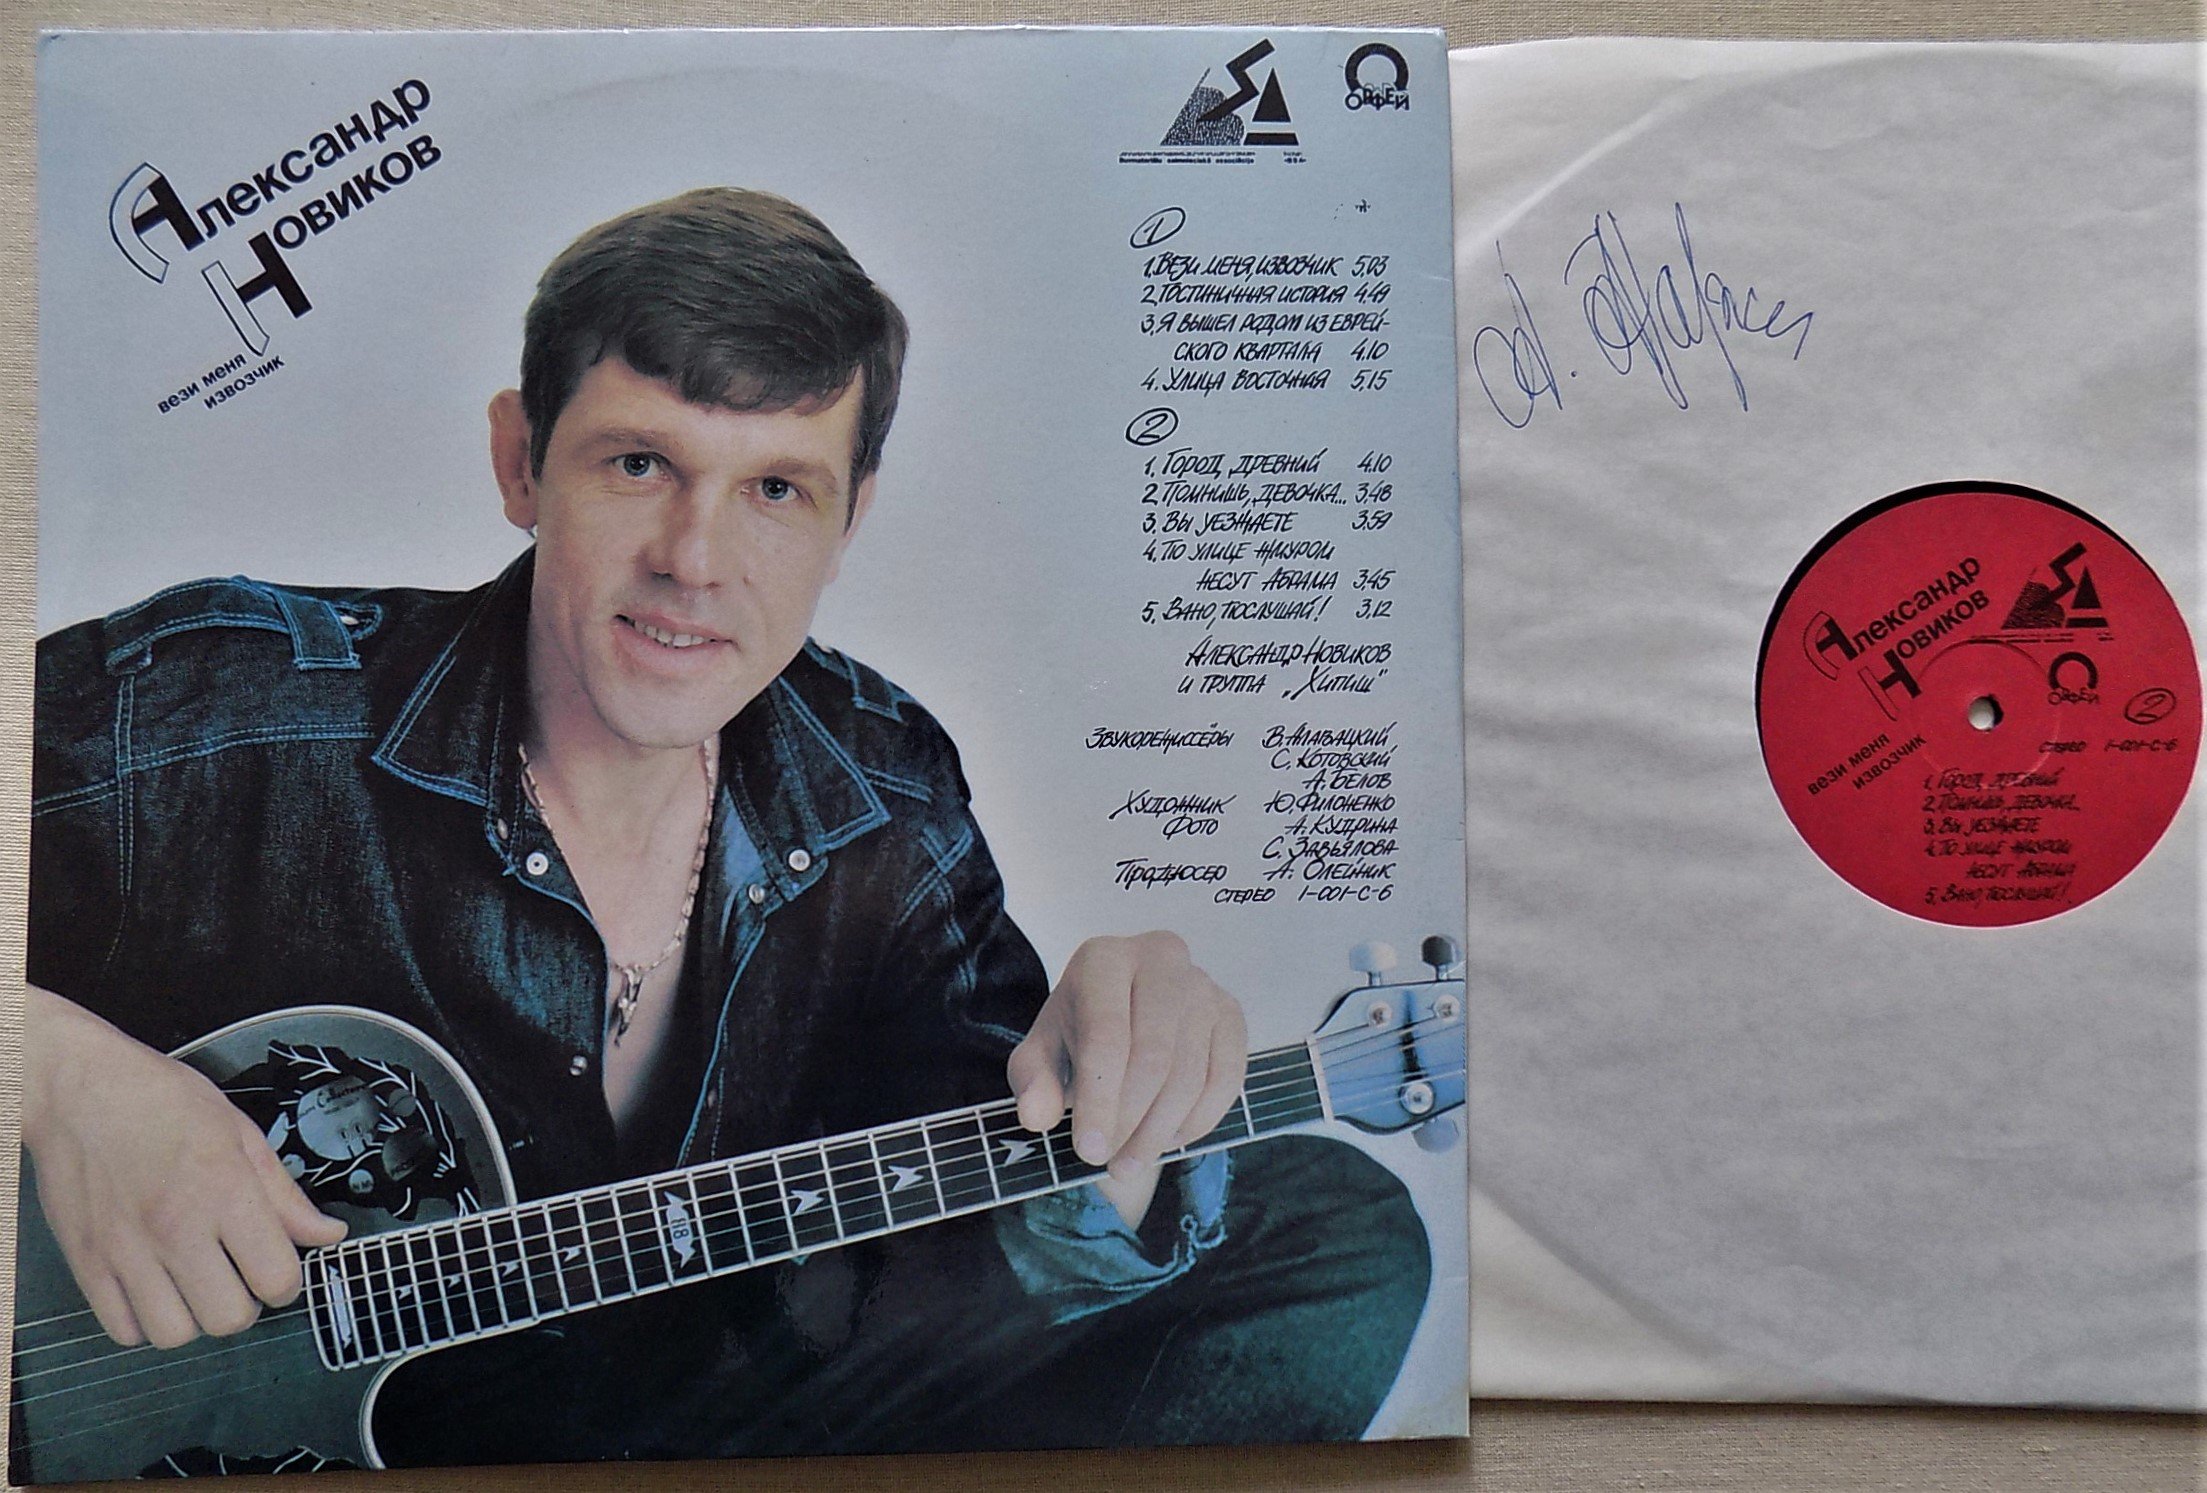 Александр
Новиков
вези меня
извозчик
BSA
Орфей
1
1. Вези меня, извозчик 5,03
2. Гостиничная история 4.49
3. Я вышел родом из еврей-
ского квартала 4.10
4. Улица Восточная 5,15
2
1. Город древний 4.10
2. Помнишь, девочка... 3,48
3. Вы уезжаете 3,59
4. По улице жмуром
несут Абрама 3,45
5. Вано, послушай! 3,12
Александр Новиков
и группа „Хипиш"
Звукорежиссёры В. Алавацкий
С. Котовский
А. Белов
Художник Ю. Филоненко
Фото А. Кудрина
С. Завьялова
Продюсер А. Олейник
стерео 1-001-С-6
118
Александр
Новиков
вези меня
извозчик
Орфей
2
стерео 1-001-С-6
1. Город древний
2. Помнишь, девочка...
3. Вы уезжаете
4. По улице жмуром
несут Абрама
5. Вано, послушай!